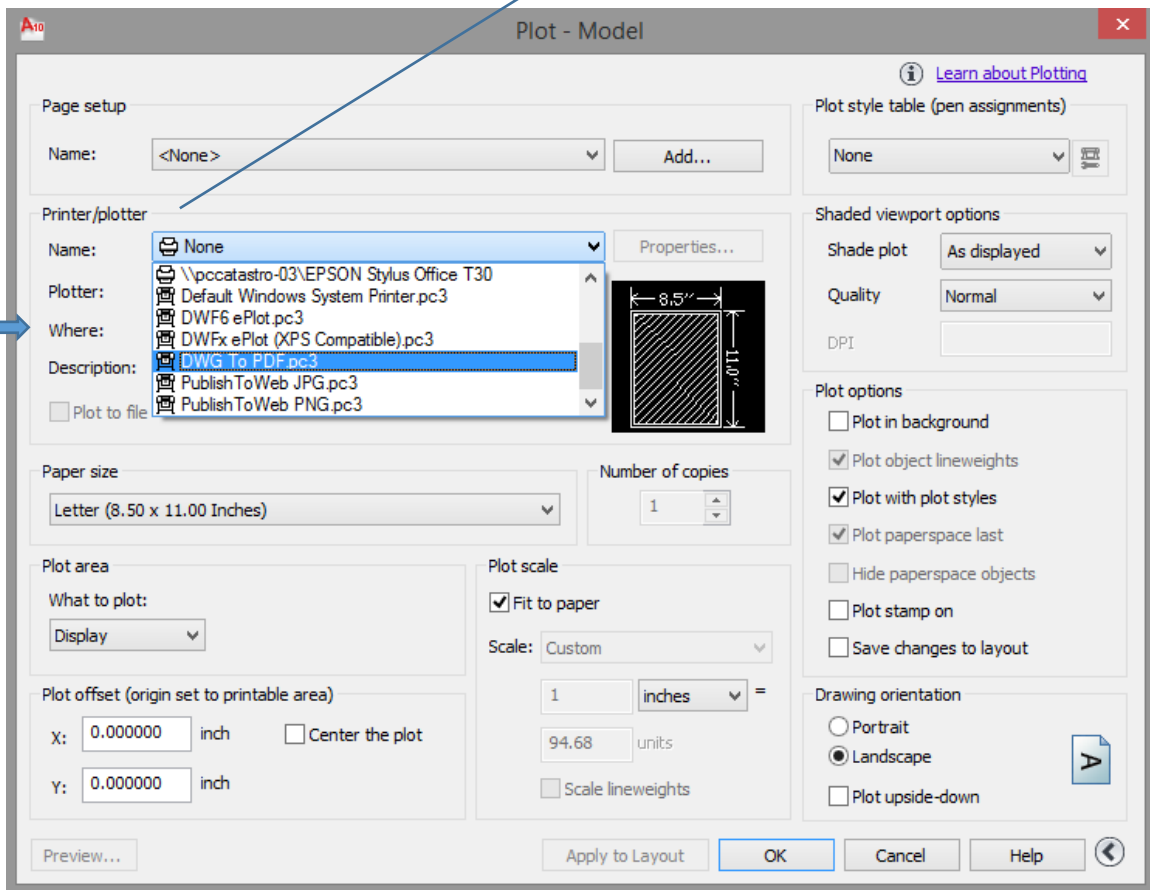 A10
Plot - Model
Learn about Plotting
Page setup
Name: <None> Add...
Plot style table (pen assignments)
None
Printer/plotter
Name: None Properties...
\\pccatastro-03\EPSON Stylus Office T30
Plotter: Default Windows System Printer.pc3
DWF6 ePlot.pc3
Where: DWFx ePlot (XPS Compatible).pc3
Description: DWG To PDF.pc3
PublishToWeb JPG.pc3
Plot to file PublishToWeb PNG.pc3
8.5''
11.0''
Shaded viewport options
Shade plot As displayed
Quality Normal
DPI
Paper size
Letter (8.50 x 11.00 Inches)
Number of copies
1
Plot options
Plot in background
Plot object lineweights
Plot with plot styles
Plot paperspace last
Hide paperspace objects
Plot stamp on
Save changes to layout
Plot area
What to plot:
Display
Plot scale
Fit to paper
Scale: Custom
1 inches =
94.68 units
Scale lineweights
Plot offset (origin set to printable area)
X: 0.000000 inch Center the plot
Y: 0.000000 inch
Drawing orientation
Portrait
Landscape
A
Plot upside-down
Preview... Apply to Layout OK Cancel Help